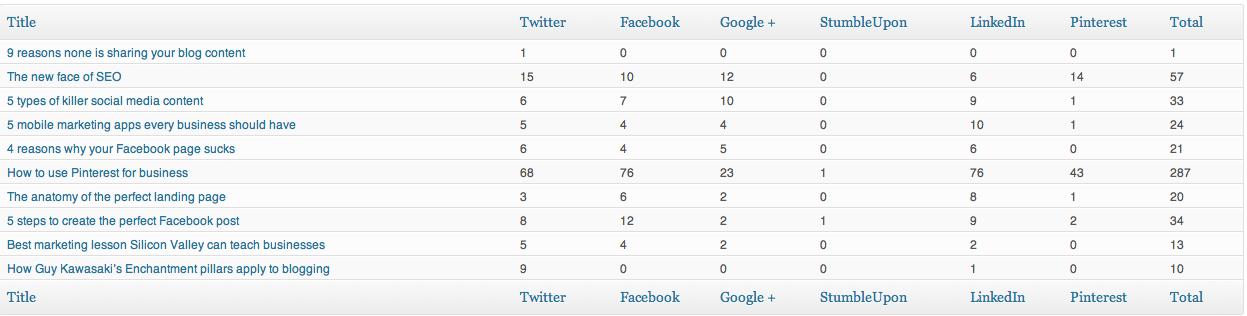 Title Twitter Facebook Google + StumbleUpon LinkedIn Pinterest Total
9 reasons none is sharing your blog content 1 0 0 0 0 0 1
The new face of SEO 15 10 12 0 6 14 57
5 types of killer social media content 6 7 10 0 9 1 33
5 mobile marketing apps every business should have 5 4 4 0 10 1 24
4 reasons why your Facebook page sucks 6 4 5 0 6 0 21
How to use Pinterest for business 68 76 23 1 76 43 287
The anatomy of the perfect landing page 3 6 2 0 8 1 20
5 steps to create the perfect Facebook post 8 12 2 1 9 2 34
Best marketing lesson Silicon Valley can teach businesses 5 4 2 0 2 0 13
How Guy Kawasaki's Enchantment pillars apply to blogging 9 0 0 0 1 0 10
Title Twitter Facebook Google + StumbleUpon LinkedIn Pinterest Total